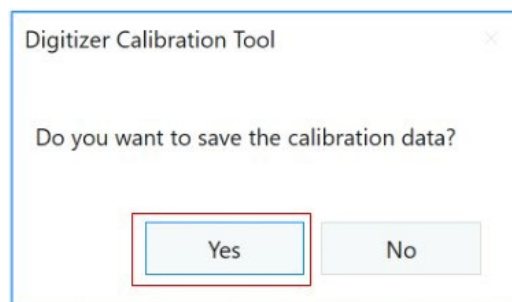 Digitizer Calibration Tool
Do you want to save the calibration data?
Yes No